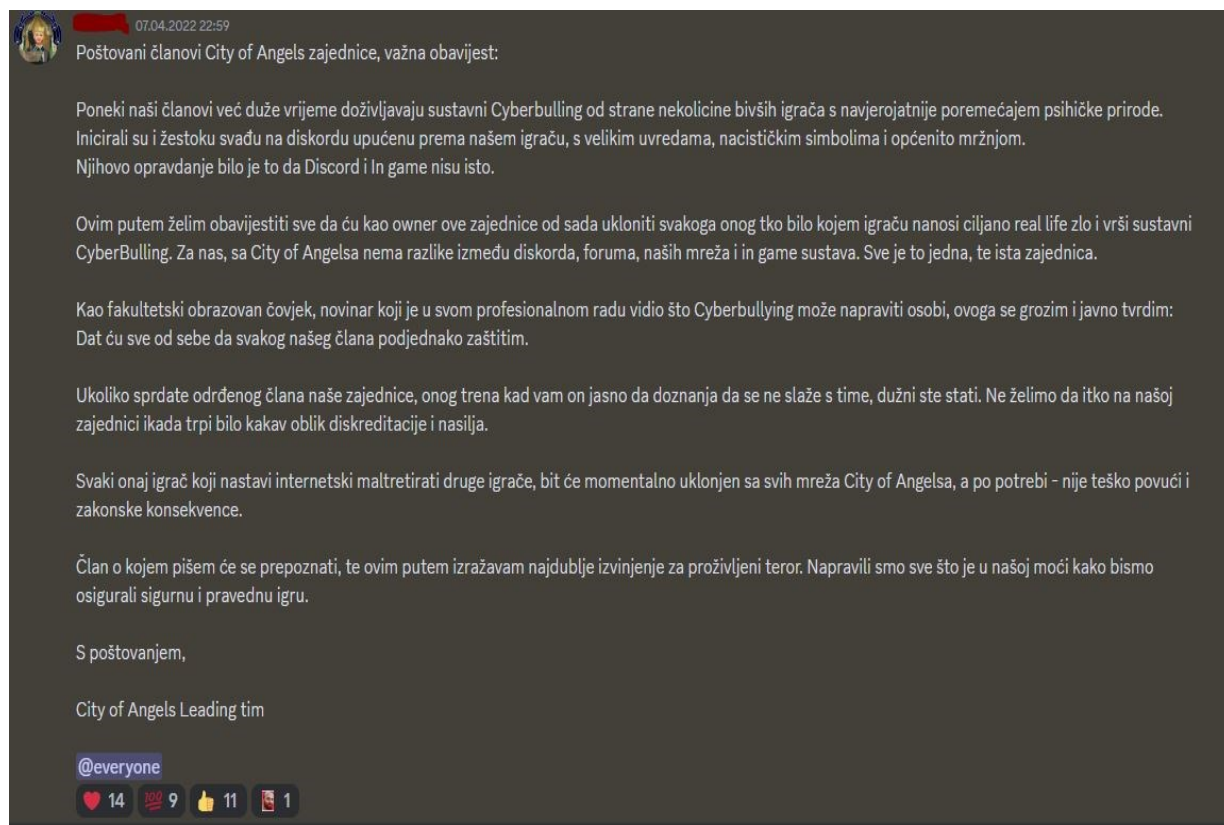 07.04.2022 22:59
Poštovani članovi City of Angels zajednice, važna obavijest:
Poneki naši članovi već duže vrijeme doživljavaju sustavni Cyberbulling od strane nekolicine bivših igrača s navjerojatnije poremećajem psihičke prirode.
Inicirali su i žestoku svađu na diskordu upućenu prema našem igraču, s velikim uvredama, nacističkim simbolima i općenito mržnjom.
Njihovo opravdanje bilo je to da Discord i In game nisu isto.
Ovim putem želim obavijestiti sve da ću kao owner ove zajednice od sada ukloniti svakoga onog tko bilo kojem igraču nanosi ciljano real life zlo i vrši sustavni
CyberBulling. Za nas, sa City of Angelsa nema razlike između diskorda, foruma, naših mreža i in game sustava. Sve je to jedna, te ista zajednica.
Kao fakultetski obrazovan čovjek, novinar koji je u svom profesionalnom radu vidio što Cyberbullying može napraviti osobi, ovoga se grozim i javno tvrdim:
Dat ću sve od sebe da svakog našeg člana podjednako zaštitim.
Ukoliko sprdate odrđenog člana naše zajednice, onog trena kad vam on jasno da doznanja da se ne slaže s time, dužni ste stati. Ne želimo da itko na našoj
zajednici ikada trpi bilo kakav oblik diskreditacije i nasilja.
Svaki onaj igrač koji nastavi internetski maltretirati druge igrače, bit će momentalno uklonjen sa svih mreža City of Angelsa, a po potrebi - nije teško povući i
zakonske konsekvence.
Član o kojem pišem će se prepoznati, te ovim putem izražavam najdublje izvinjenje za proživljeni teror. Napravili smo sve što je u našoj moći kako bismo
osigurali sigurnu i pravednu igru.
S poštovanjem,
City of Angels Leading tim
@everyone
14 9 11 1